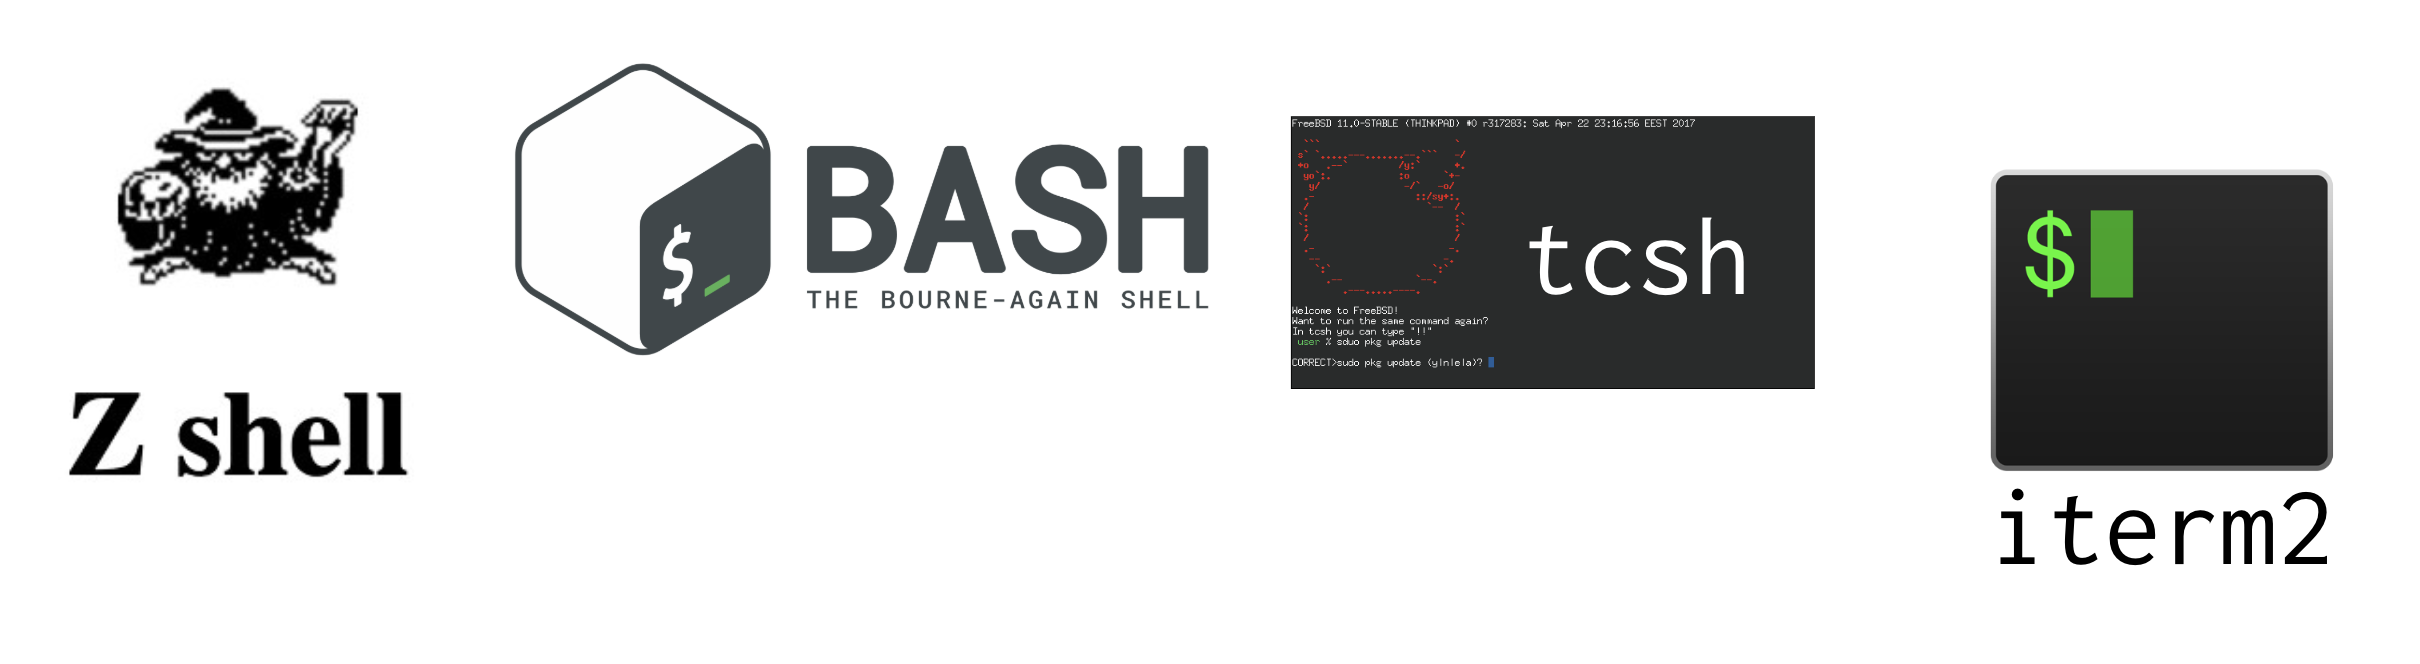 Z shell
$_
BASH
THE BOURNE-AGAIN SHELL
FreeBSD 11.0-STABLE (THINKPAD) #0 r317283: Sat Apr 22 23:16:56 EEST 2017
tcsh
Welcome to FreeBSD!
Want to run the same command again?
In tcsh you can type "!!"
user % sduo pkg update
CORRECT>sudo pkg update (y|n|e|a)?
$
iterm2